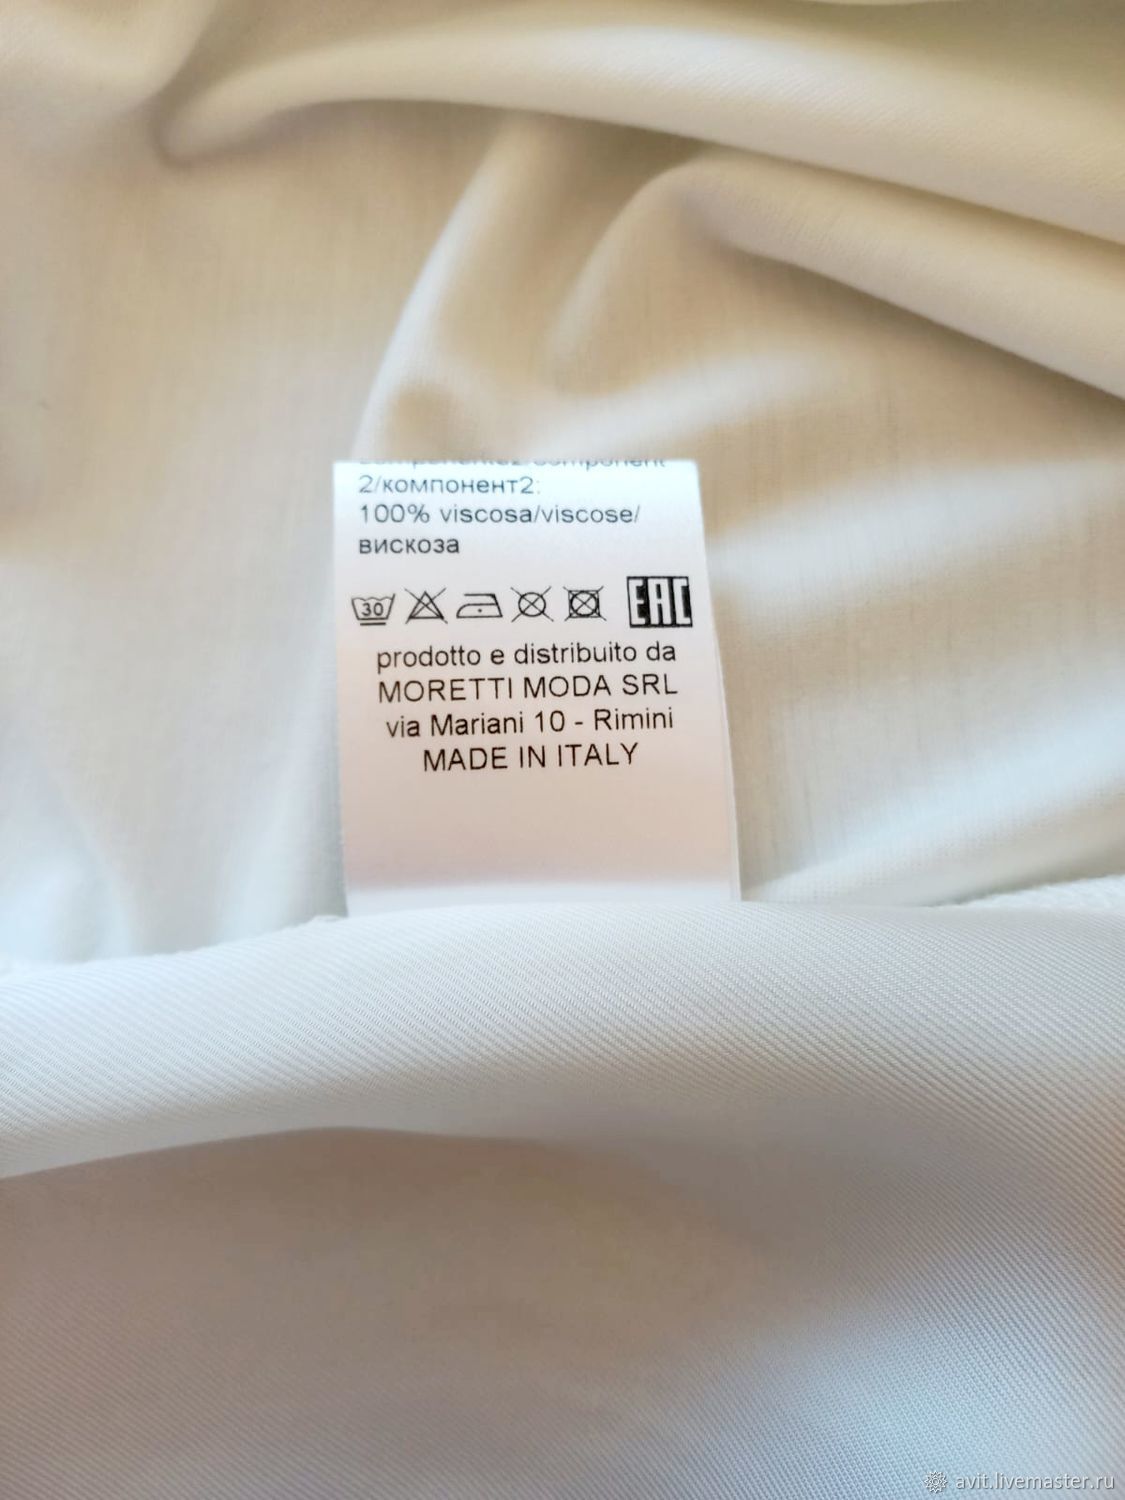 2/компонент2:
100% viscosa/viscose/
вискоза
30
EAC
prodotto e distribuito da
MORETTI MODA SRL
via Mariani 10 - Rimini
MADE IN ITALY
avit.livemaster.ru